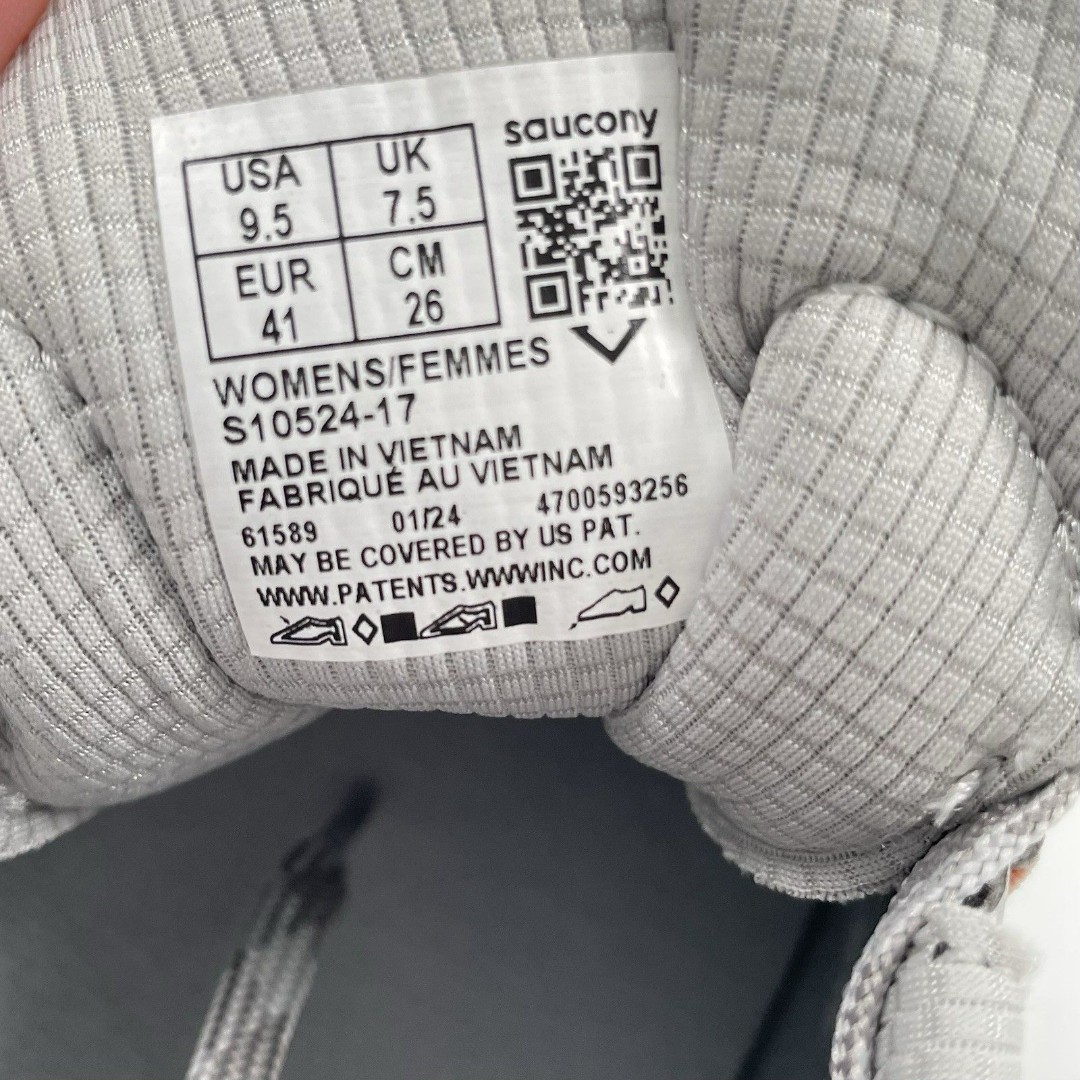 saucony
USA 9.5 UK 7.5
EUR 41 CM 26
WOMENS/FEMMES
S10524-17
MADE IN VIETNAM
FABRIQUÉ AU VIETNAM
61589 01/24 4700593256
MAY BE COVERED BY US PAT.
WWW.PATENTS.WWWINC.COM